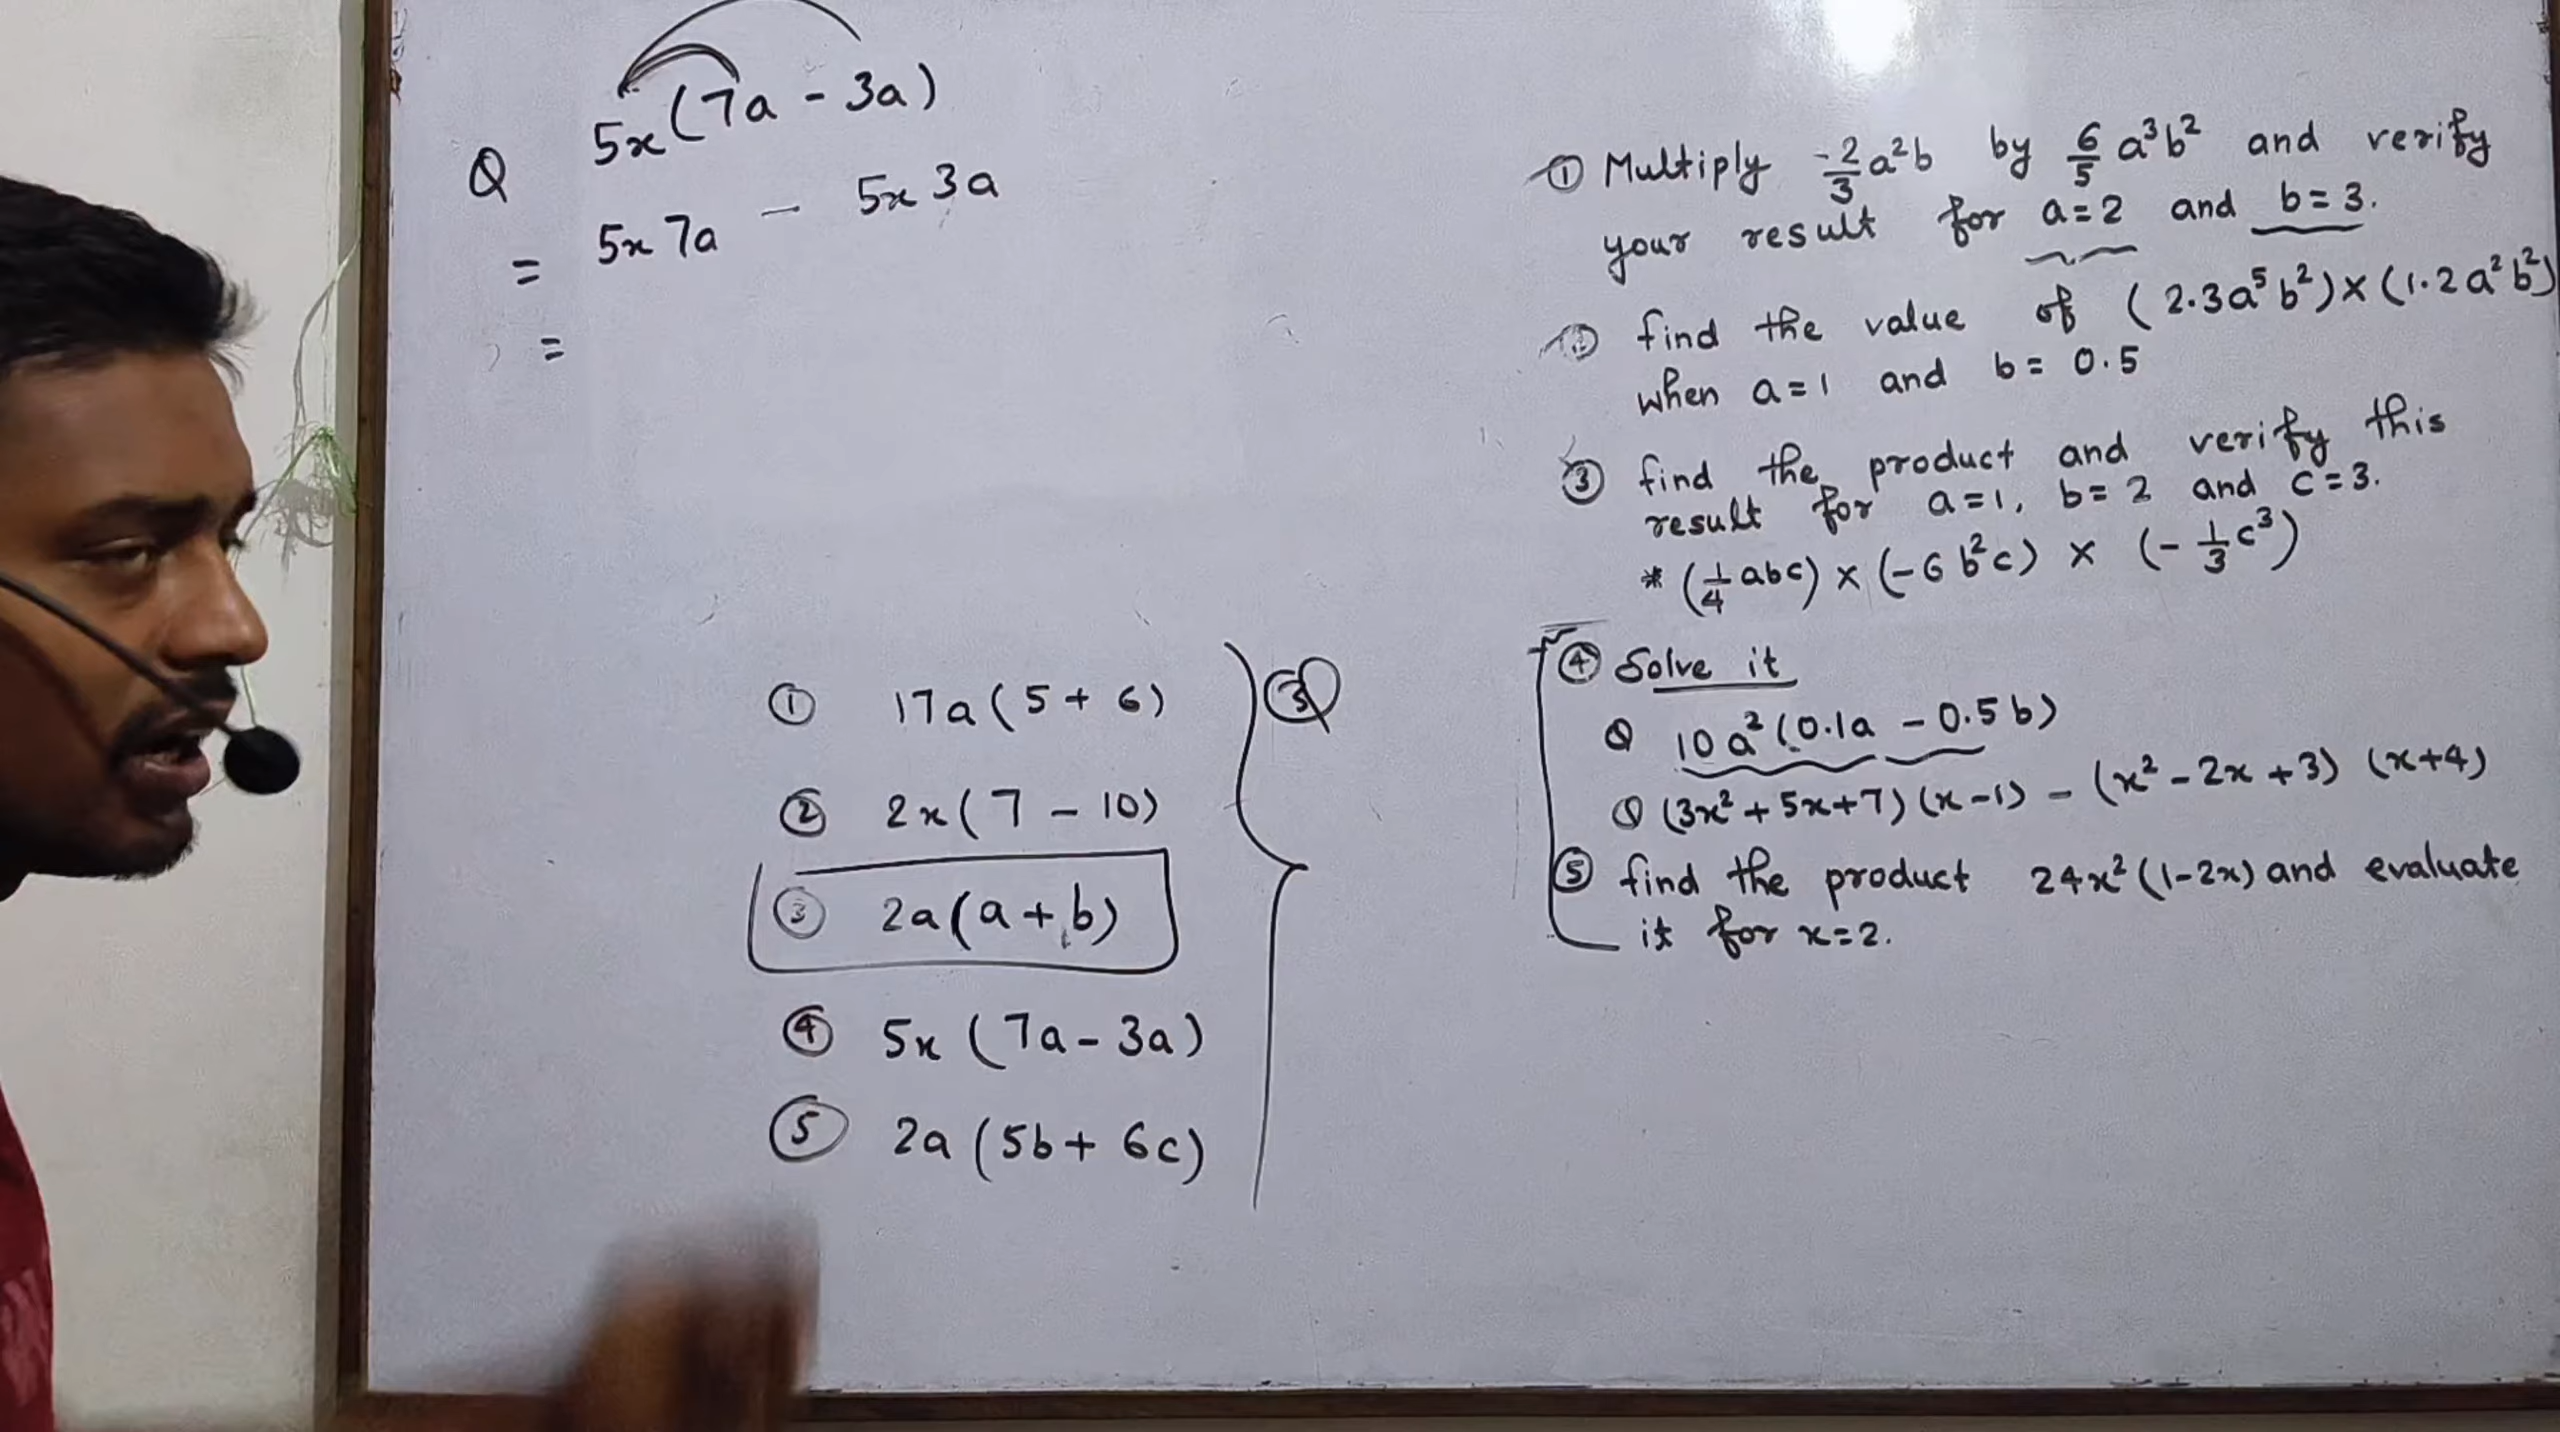 Q 5x(7a - 3a)
= 5x 7a - 5x 3a
=
① 17a(5 + 6)
② 2x(7 - 10)
③ 2a(a + b)
④ 5x(7a - 3a)
⑤ 2a(5b + 6c)
③
① Multiply -2/3 a²b by 6/5 a³b² and verify
your result for a=2 and b=3.
② find the value of (2.3a⁵b²)×(1.2a²b²)
when a=1 and b=0.5
③ find the product and verify this
result for a=1, b=2 and c=3.
* (1/4 abc) × (-6b²c) × (-1/3 c³)
④ Solve it
Q 10a²(0.1a - 0.5b)
Q (3x² + 5x+7)(x-1) - (x² - 2x + 3) (x+4)
⑤ find the product 24x²(1-2x) and evaluate
it for x=2.